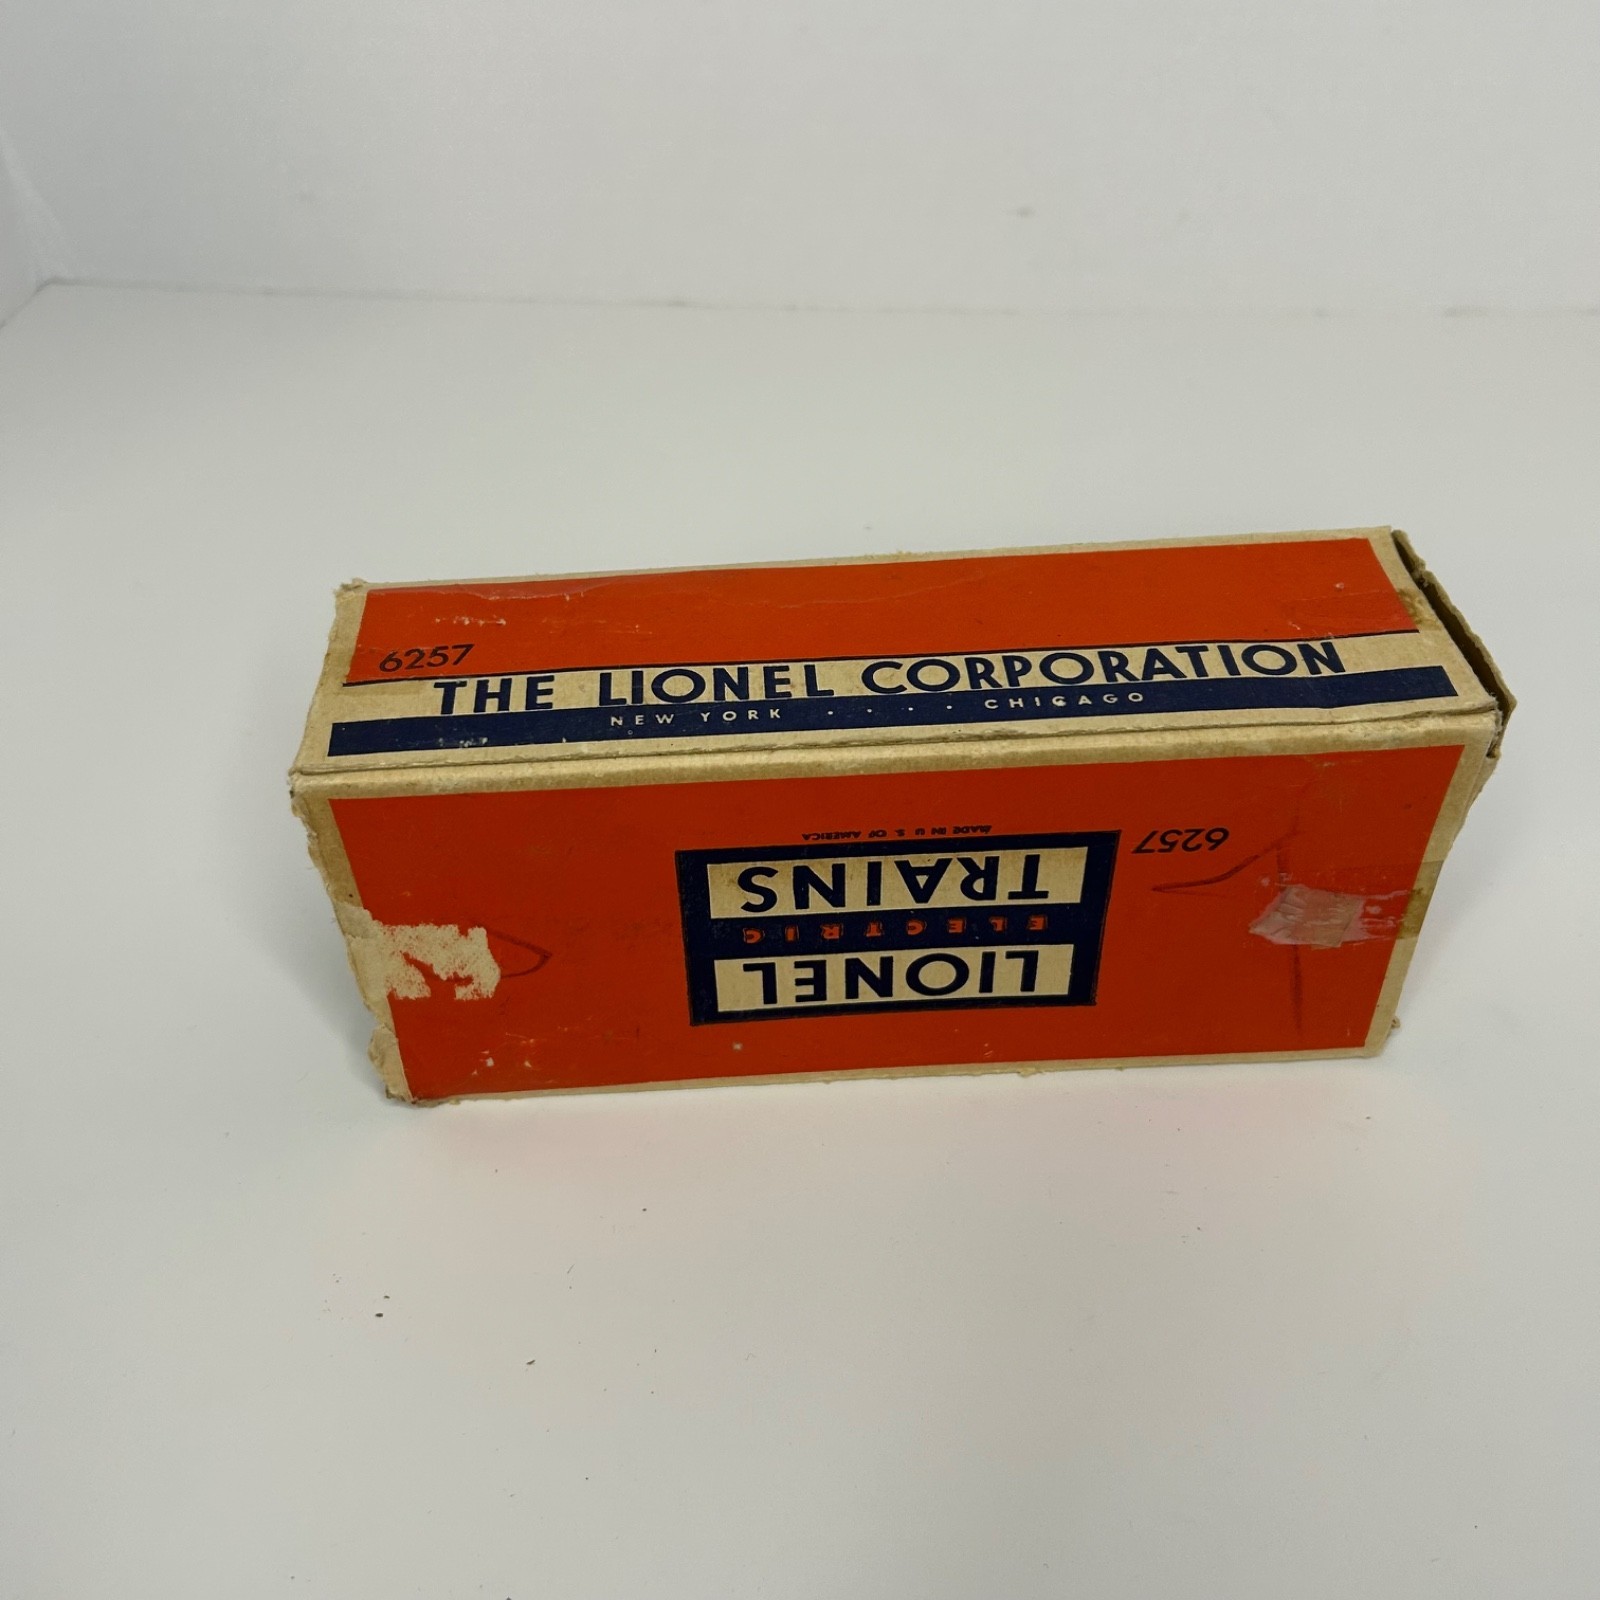 6257
THE LIONEL CORPORATION
NEW YORK . . . . CHICAGO
6257
MADE IN U. S. OF AMERICA
LIONEL
ELECTRIC
TRAINS